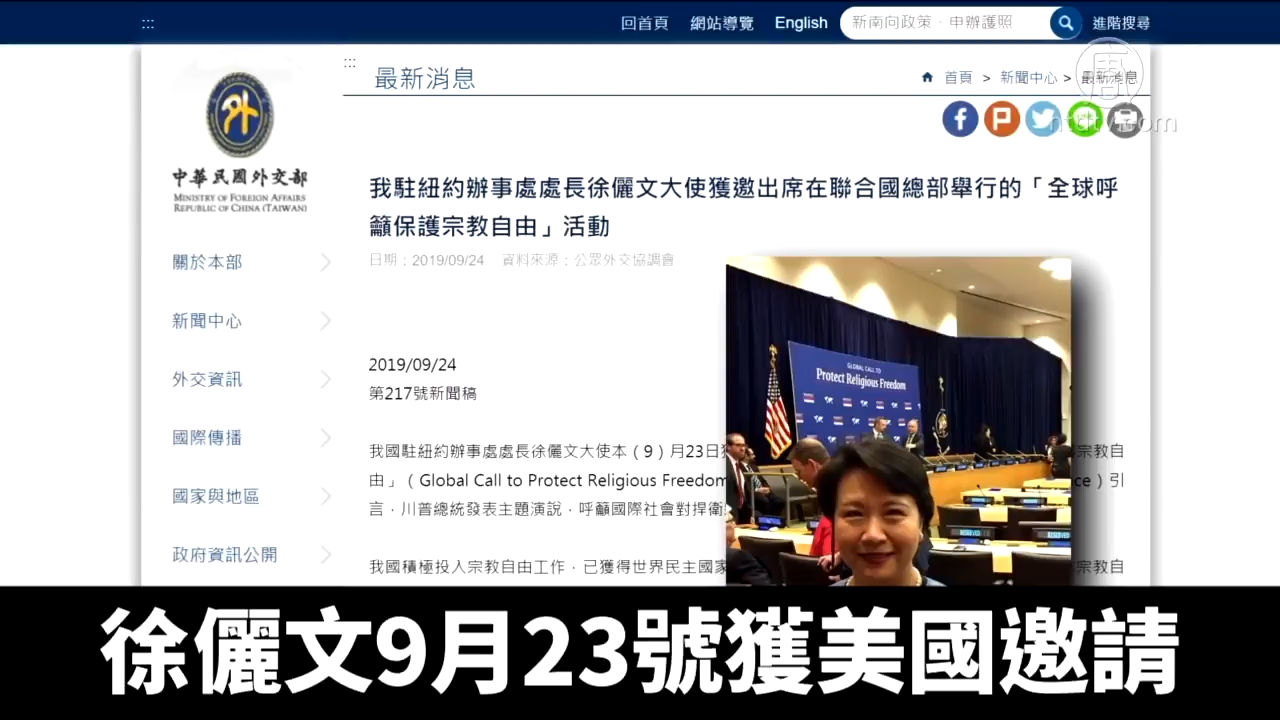 回首頁 網站導覽 English 新南向政策、申辦護照 進階搜尋
最新消息
首頁 > 新聞中心 > 最新消息
ntdtv.com
中華民國外交部
MINISTRY OF FOREIGN AFFAIRS
REPUBLIC OF CHINA (TAIWAN)
我駐紐約辦事處處長徐儷文大使獲邀出席在聯合國總部舉行的「全球呼
籲保護宗教自由」活動
日期:2019/09/24 資料來源:公眾外交協調會
關於本部
新聞中心
外交資訊
國際傳播
國家與地區
政府資訊公開
2019/09/24
第217號新聞稿
我國駐紐約辦事處處長徐儷文大使本(9)月23日 宗教自
由」(Global Call to Protect Religious Freedom )引
言,川普總統發表主題演說,呼籲國際社會對捍衛
我國積極投入宗教自由工作,已獲得世界民主國家 宗教自
GLOBAL CALL TO
Protect Religious Freedom
RESERVED
徐儷文9月23號獲美國邀請